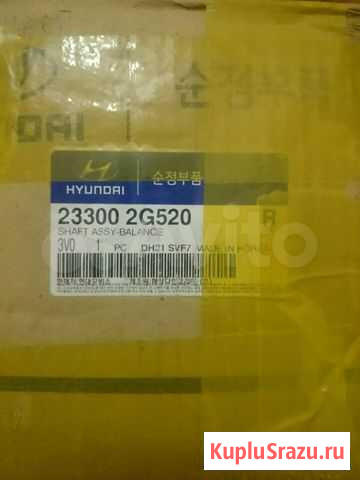 순정부품
DAI
HYUNDAI 순정부품
23300 2G520 R
SHAFT ASSY-BALANCE
3V0 1 PC DH21 SVF7 MADE IN KOREA
Avito
KupluSrazu.ru